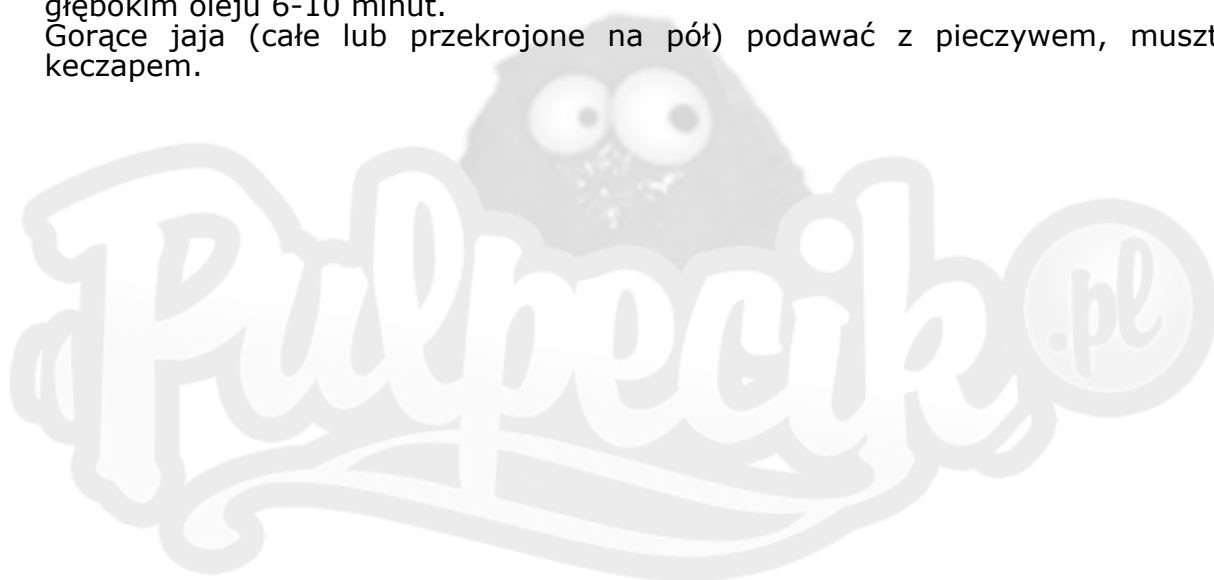 głębokim oleju 6-10 minut.
Gorące jaja (całe lub przekrojone na pół) podawać z pieczywem, muszt
keczapem.
Pulpecik .pl